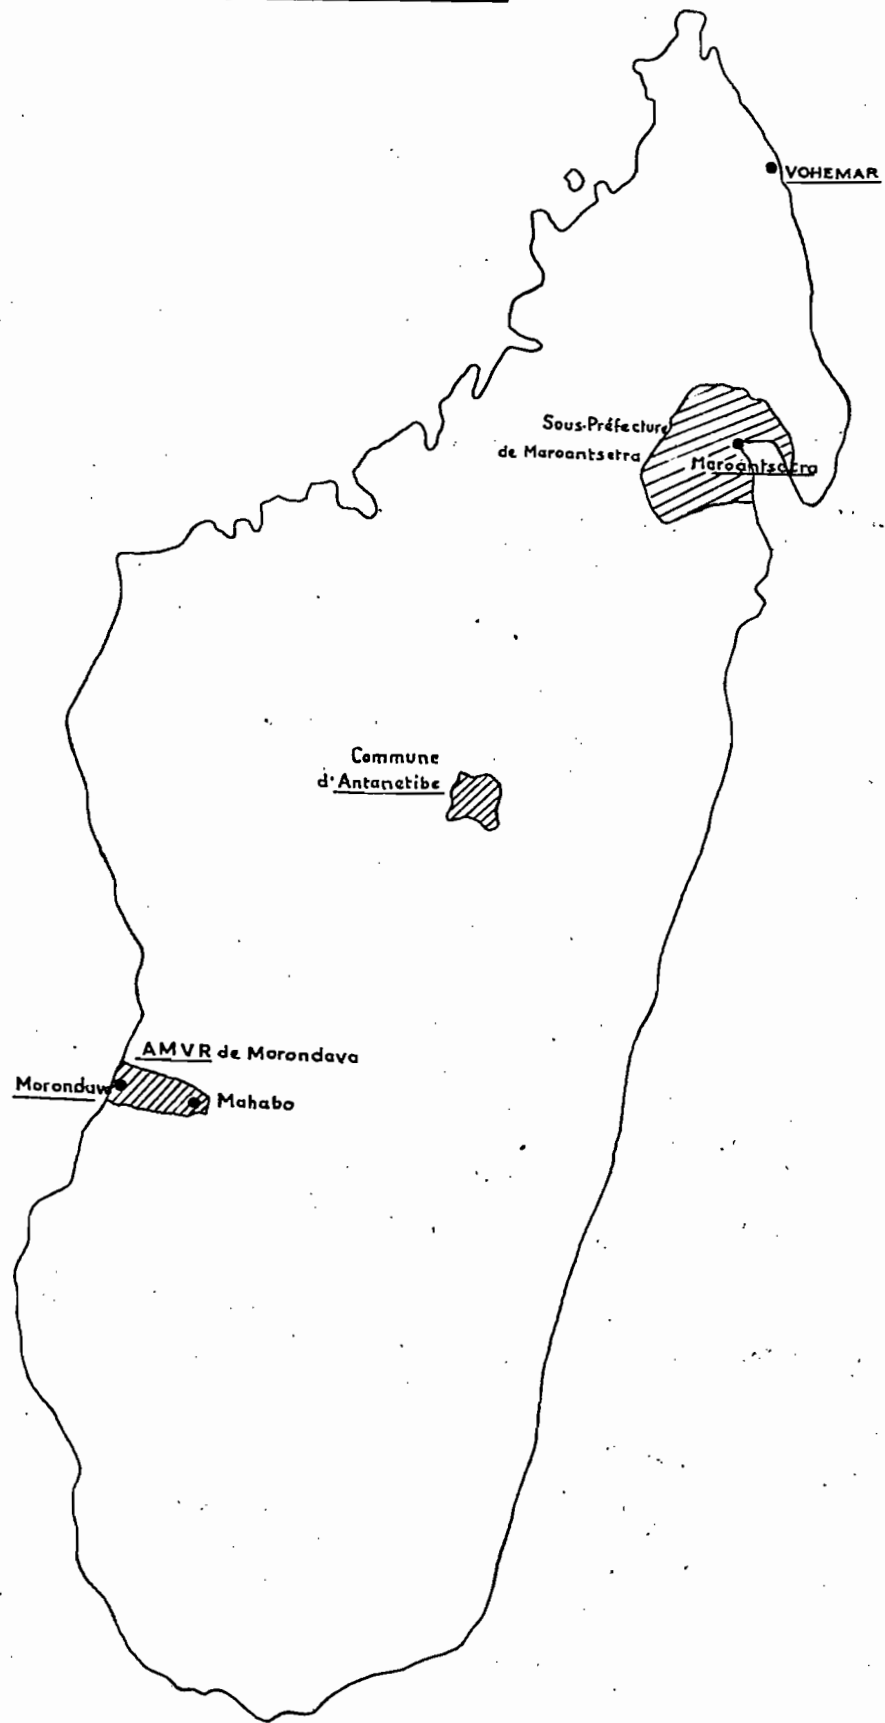 VOHEMAR
Sous-Préfecture
de Maroantsetra
Maroantsetra
Commune
d'Antanetibe
AMVR de Morondava
Morondava
Mahabo